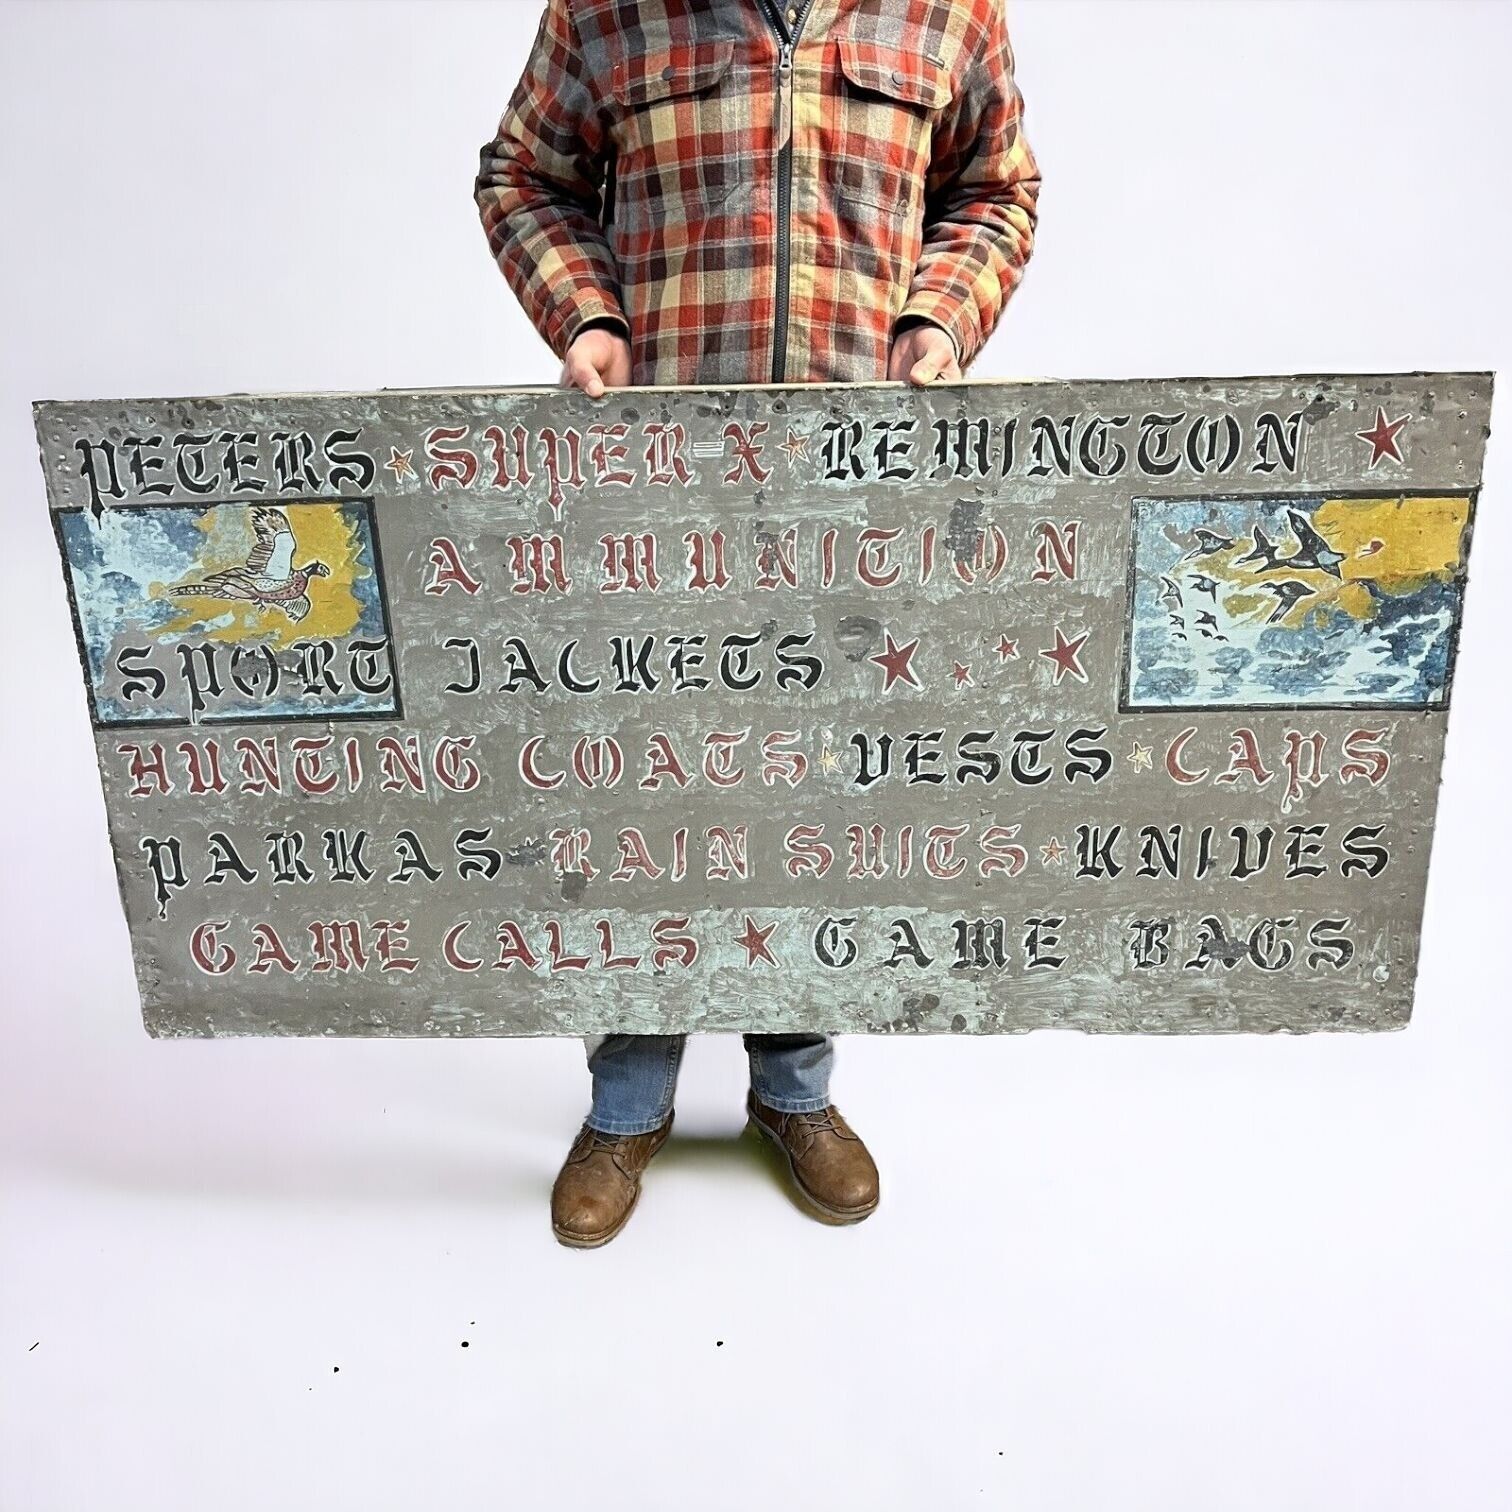 PETERS ★ SUPER-X ★ REMINGTON ★
AMMUNITION
SPORT JACKETS ★ ★ ★ ★
HUNTING COATS ★ VESTS ★ CAPS
PARKAS ★ RAIN SUITS ★ KNIVES
GAME CALLS ★ GAME BAGS